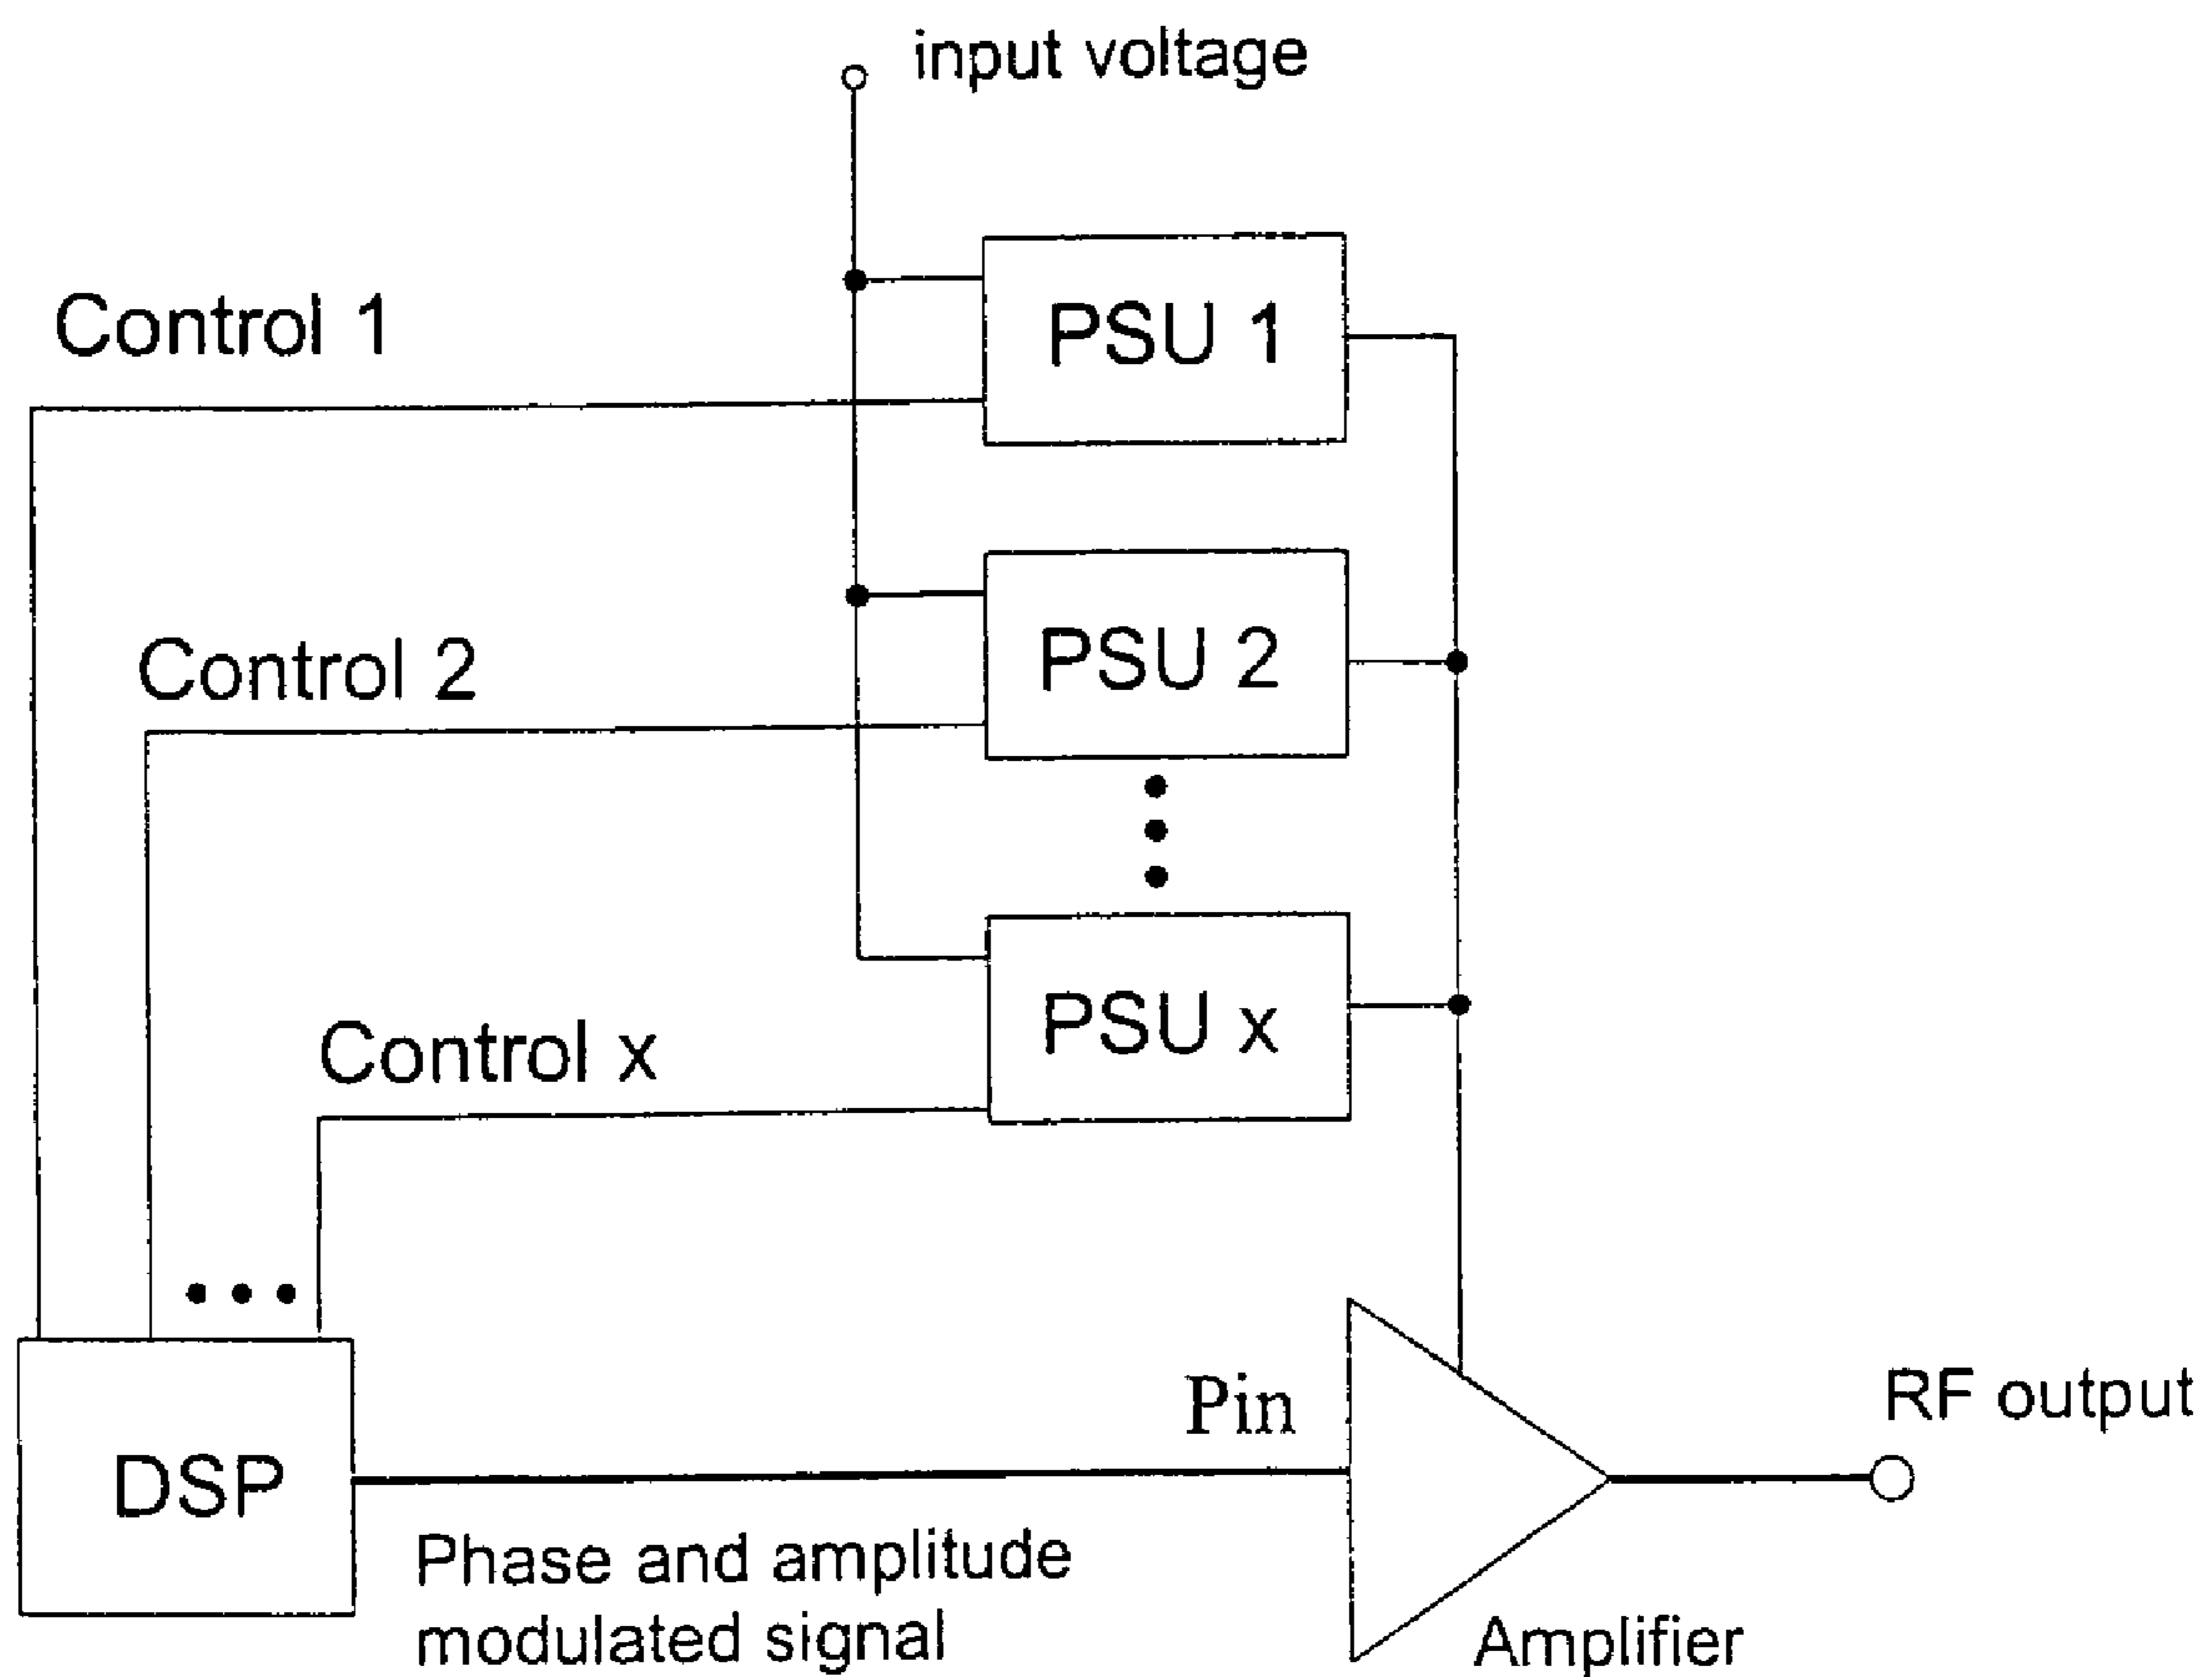 input voltage
Control 1
PSU 1
Control 2
PSU 2
Control x
PSU x
Pin
RF output
DSP
Phase and amplitude
modulated signal
Amplifier